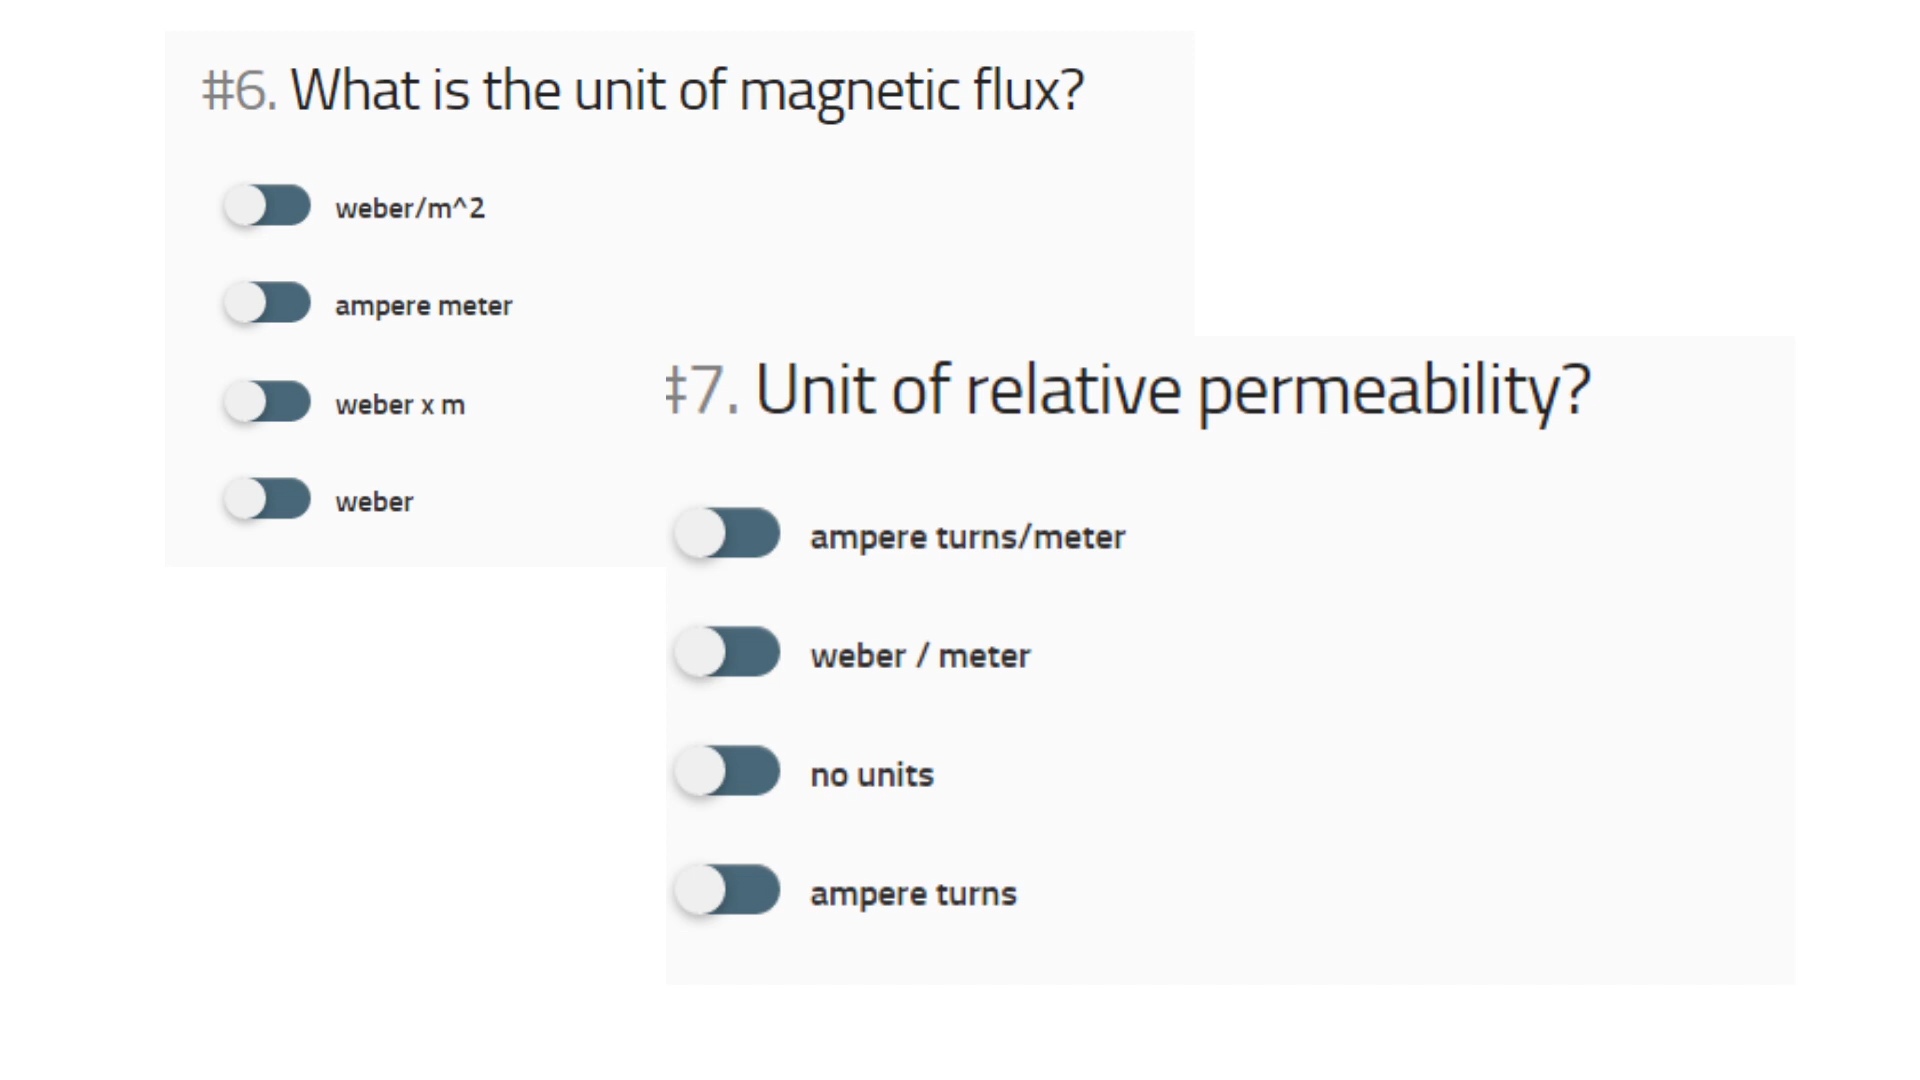 #6. What is the unit of magnetic flux?
weber/m^2
ampere meter
weber x m
weber
#7. Unit of relative permeability?
ampere turns/meter
weber / meter
no units
ampere turns